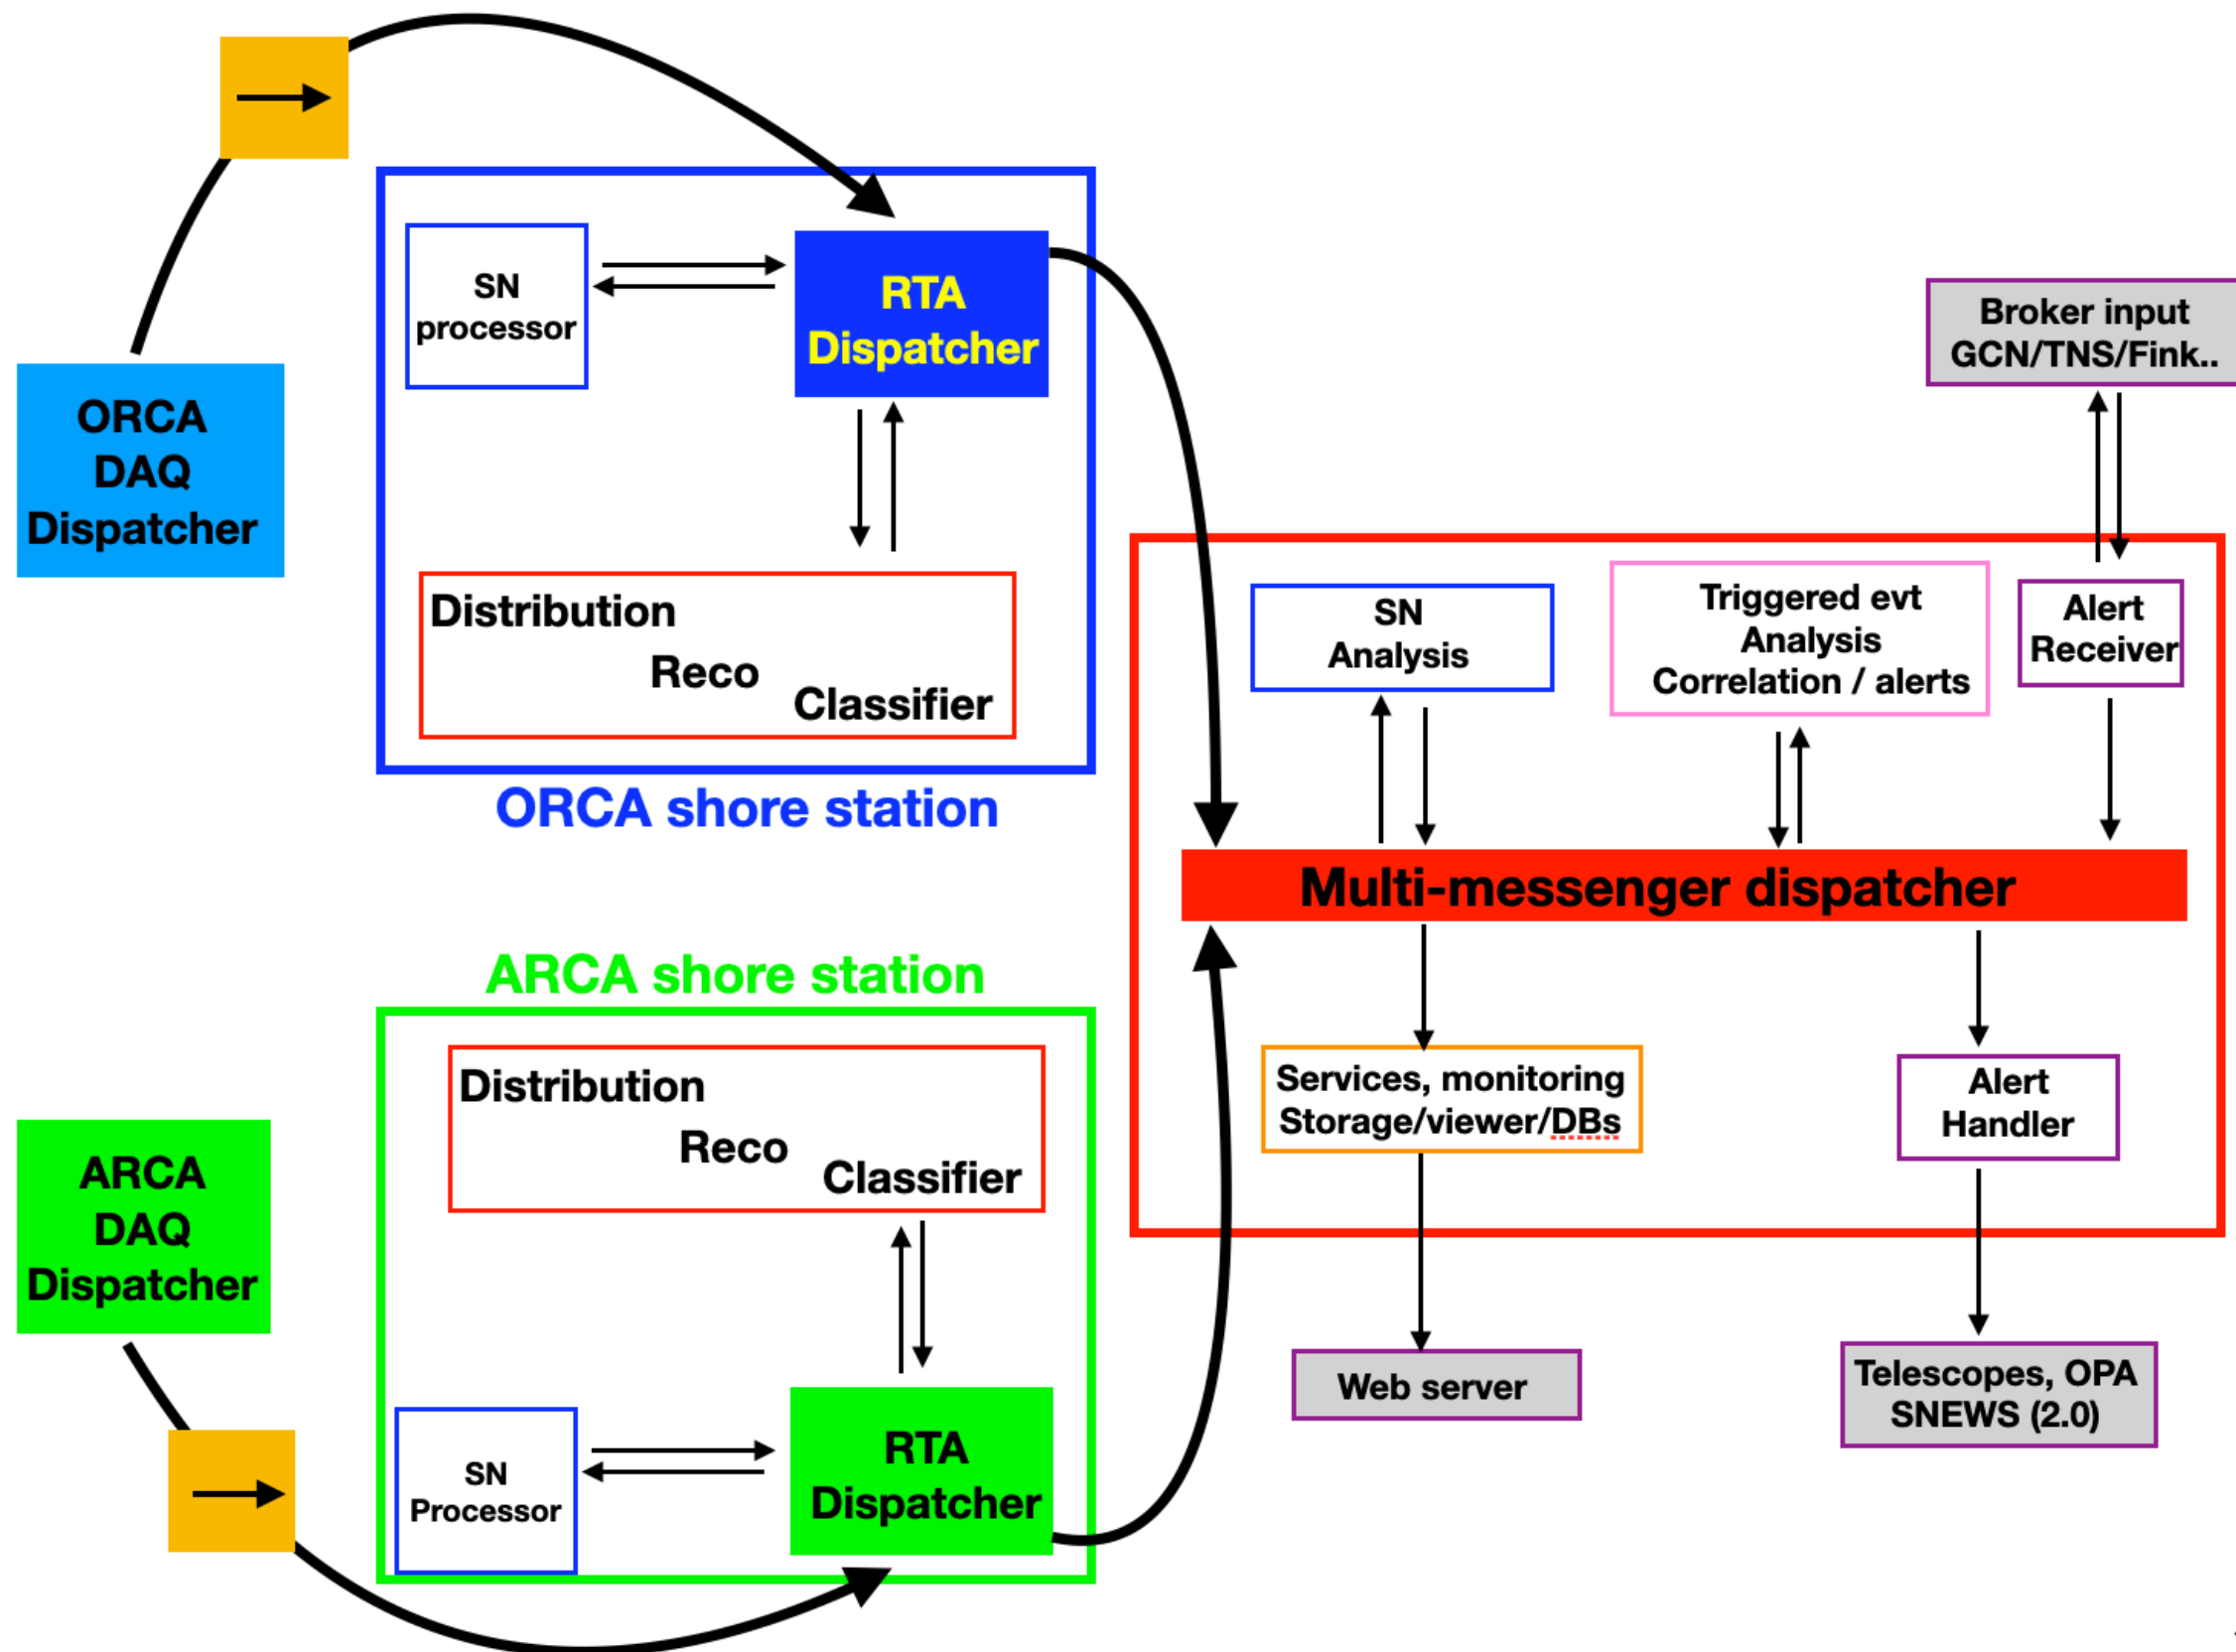 ORCA
DAQ
Dispatcher
SN
processor
RTA
Dispatcher
Distribution
Reco
Classifier
ORCA shore station
ARCA shore station
Distribution
Reco
Classifier
ARCA
DAQ
Dispatcher
SN
Processor
RTA
Dispatcher
Broker input
GCN/TNS/Fink..
SN
Analysis
Triggered evt
Analysis
Correlation / alerts
Alert
Receiver
Multi-messenger dispatcher
Services, monitoring
Storage/viewer/DBs
Alert
Handler
Web server
Telescopes, OPA
SNEWS (2.0)